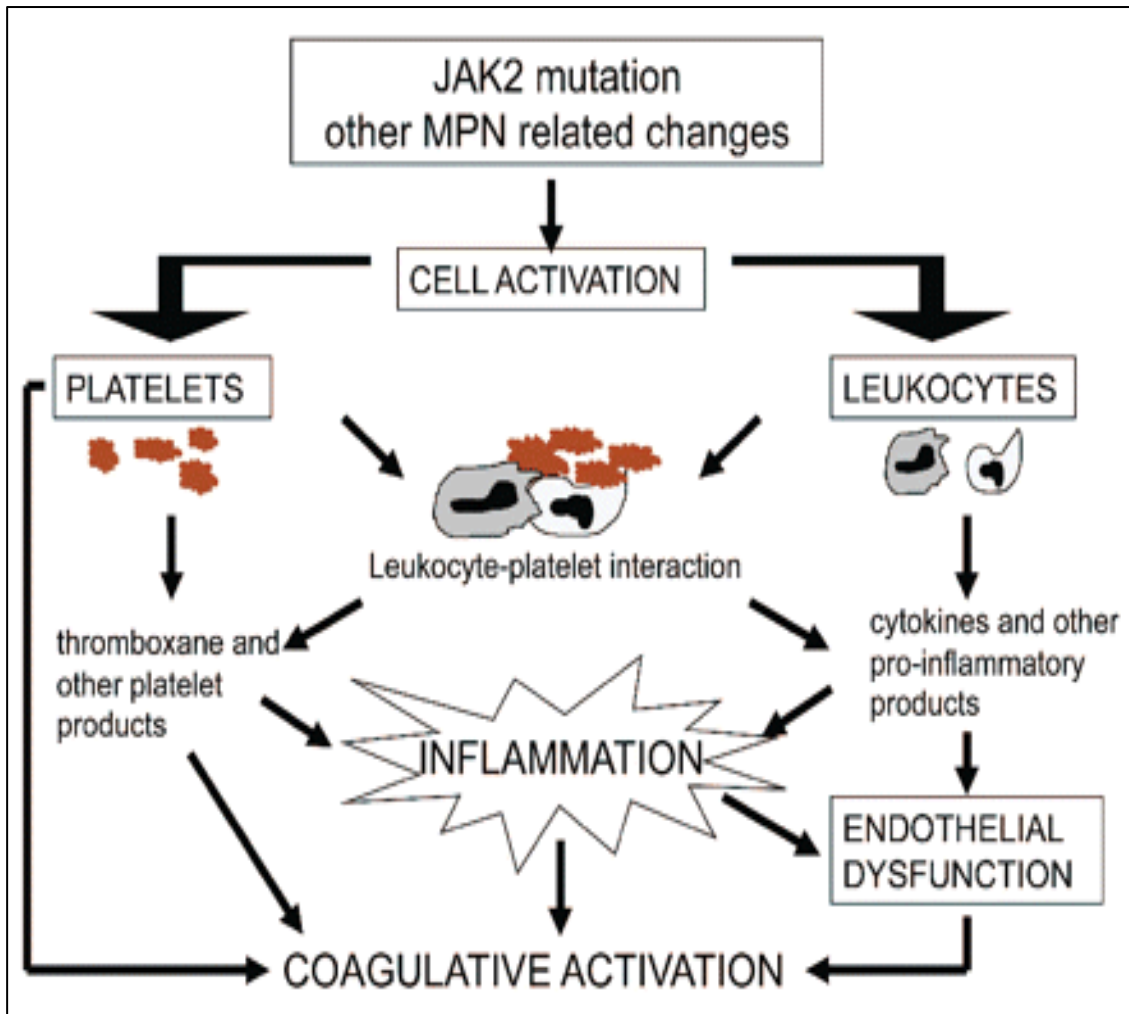 JAK2 mutation
other MPN related changes
CELL ACTIVATION
PLATELETS
LEUKOCYTES
Leukocyte-platelet interaction
thromboxane and
other platelet
products
cytokines and other
pro-inflammatory
products
INFLAMMATION
ENDOTHELIAL
DYSFUNCTION
COAGULATIVE ACTIVATION